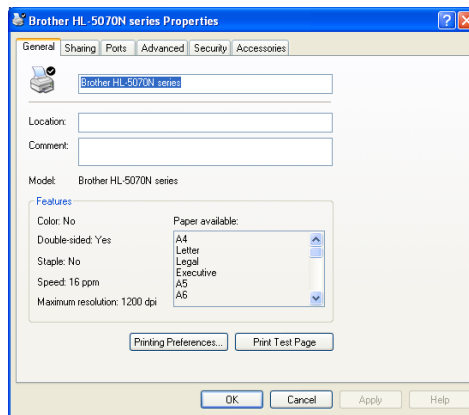 Brother HL-5070N series Properties
General Sharing Ports Advanced Security Accessories
Brother HL-5070N series
Location:
Comment:
Model: Brother HL-5070N series
Features
Color: No
Double-sided: Yes
Staple: No
Speed: 16 ppm
Maximum resolution: 1200 dpi
Paper available:
A4
Letter
Legal
Executive
A5
A6
Printing Preferences... Print Test Page
OK Cancel Apply Help